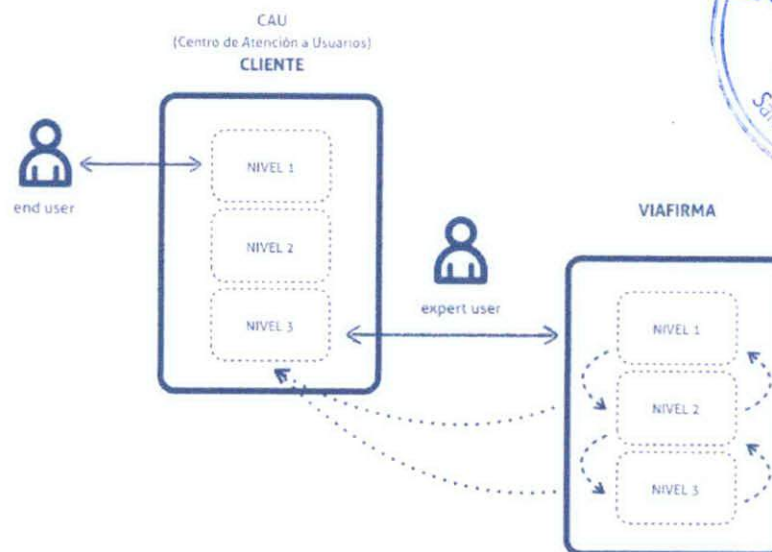 CAU
(Centro de Atención a Usuarios)
CLIENTE
end user
NIVEL 1
NIVEL 2
NIVEL 3
expert user
VIAFIRMA
NIVEL 1
NIVEL 2
NIVEL 3